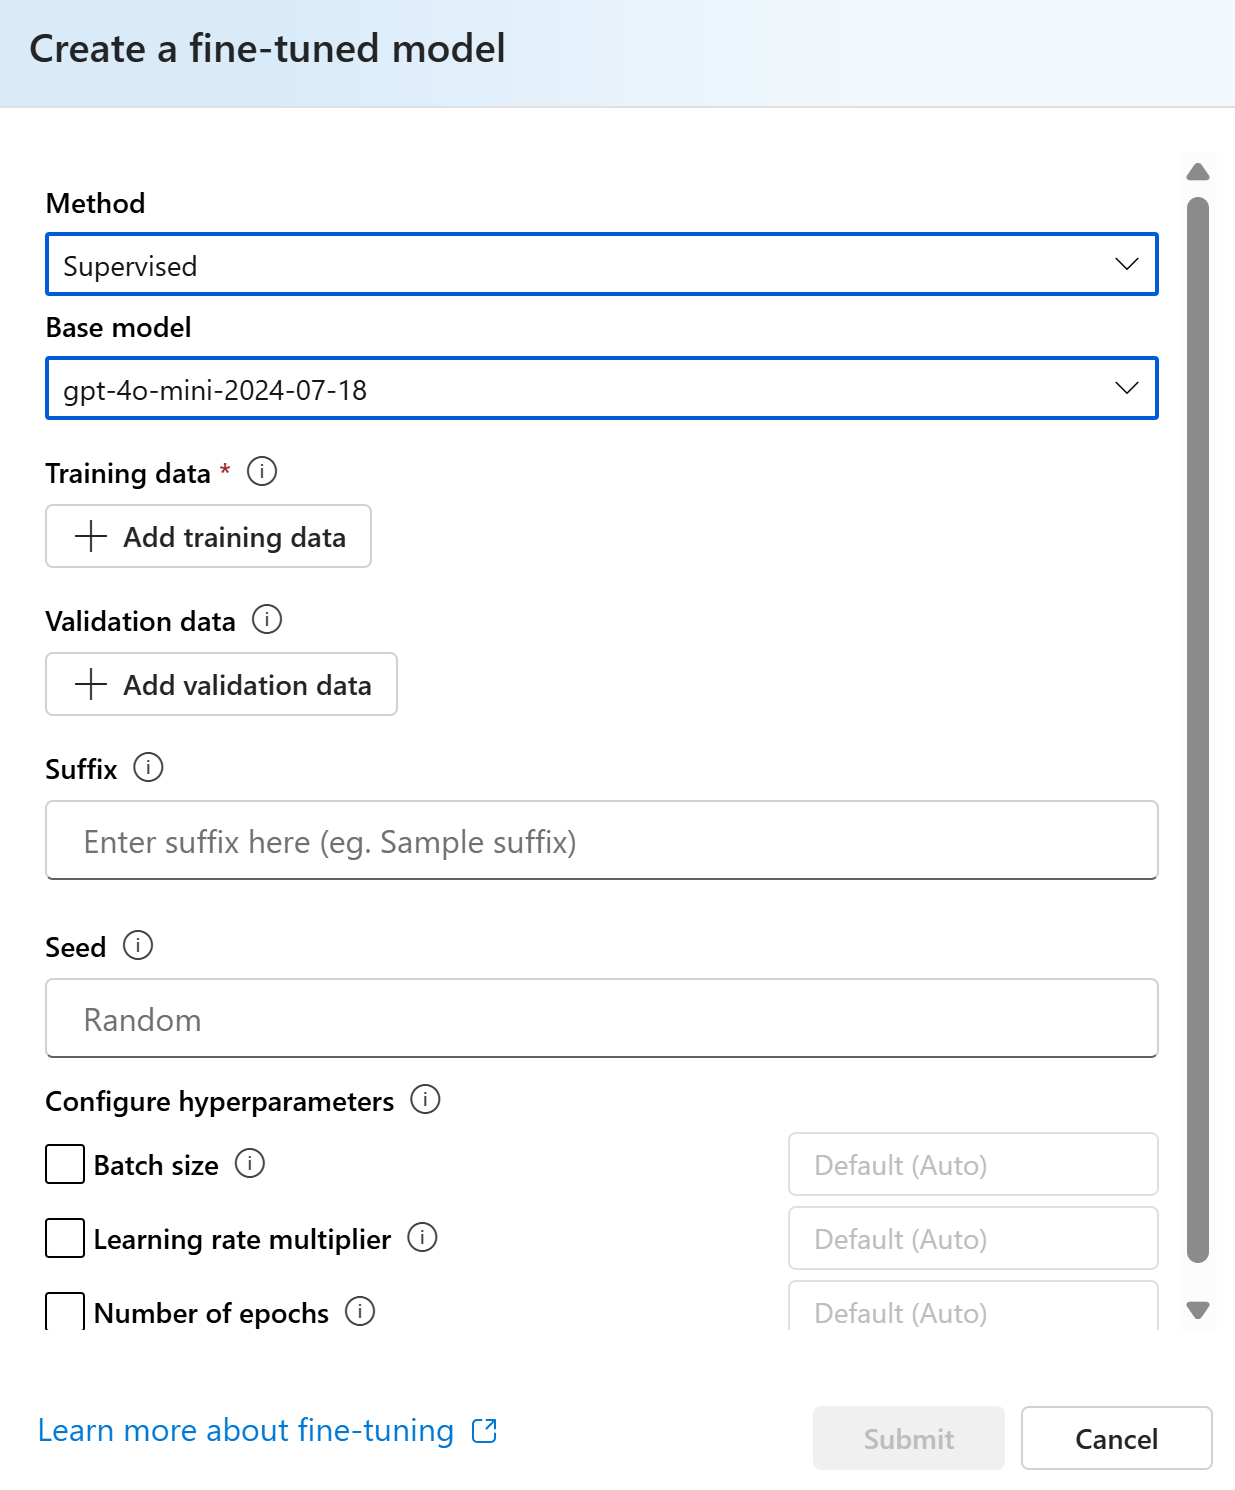 Create a fine-tuned model
Method
Supervised
Base model
gpt-4o-mini-2024-07-18
Training data *
Add training data
Validation data
Add validation data
Suffix
Enter suffix here (eg. Sample suffix)
Seed
Random
Configure hyperparameters
Batch size Default (Auto)
Learning rate multiplier Default (Auto)
Number of epochs Default (Auto)
Learn more about fine-tuning Submit Cancel